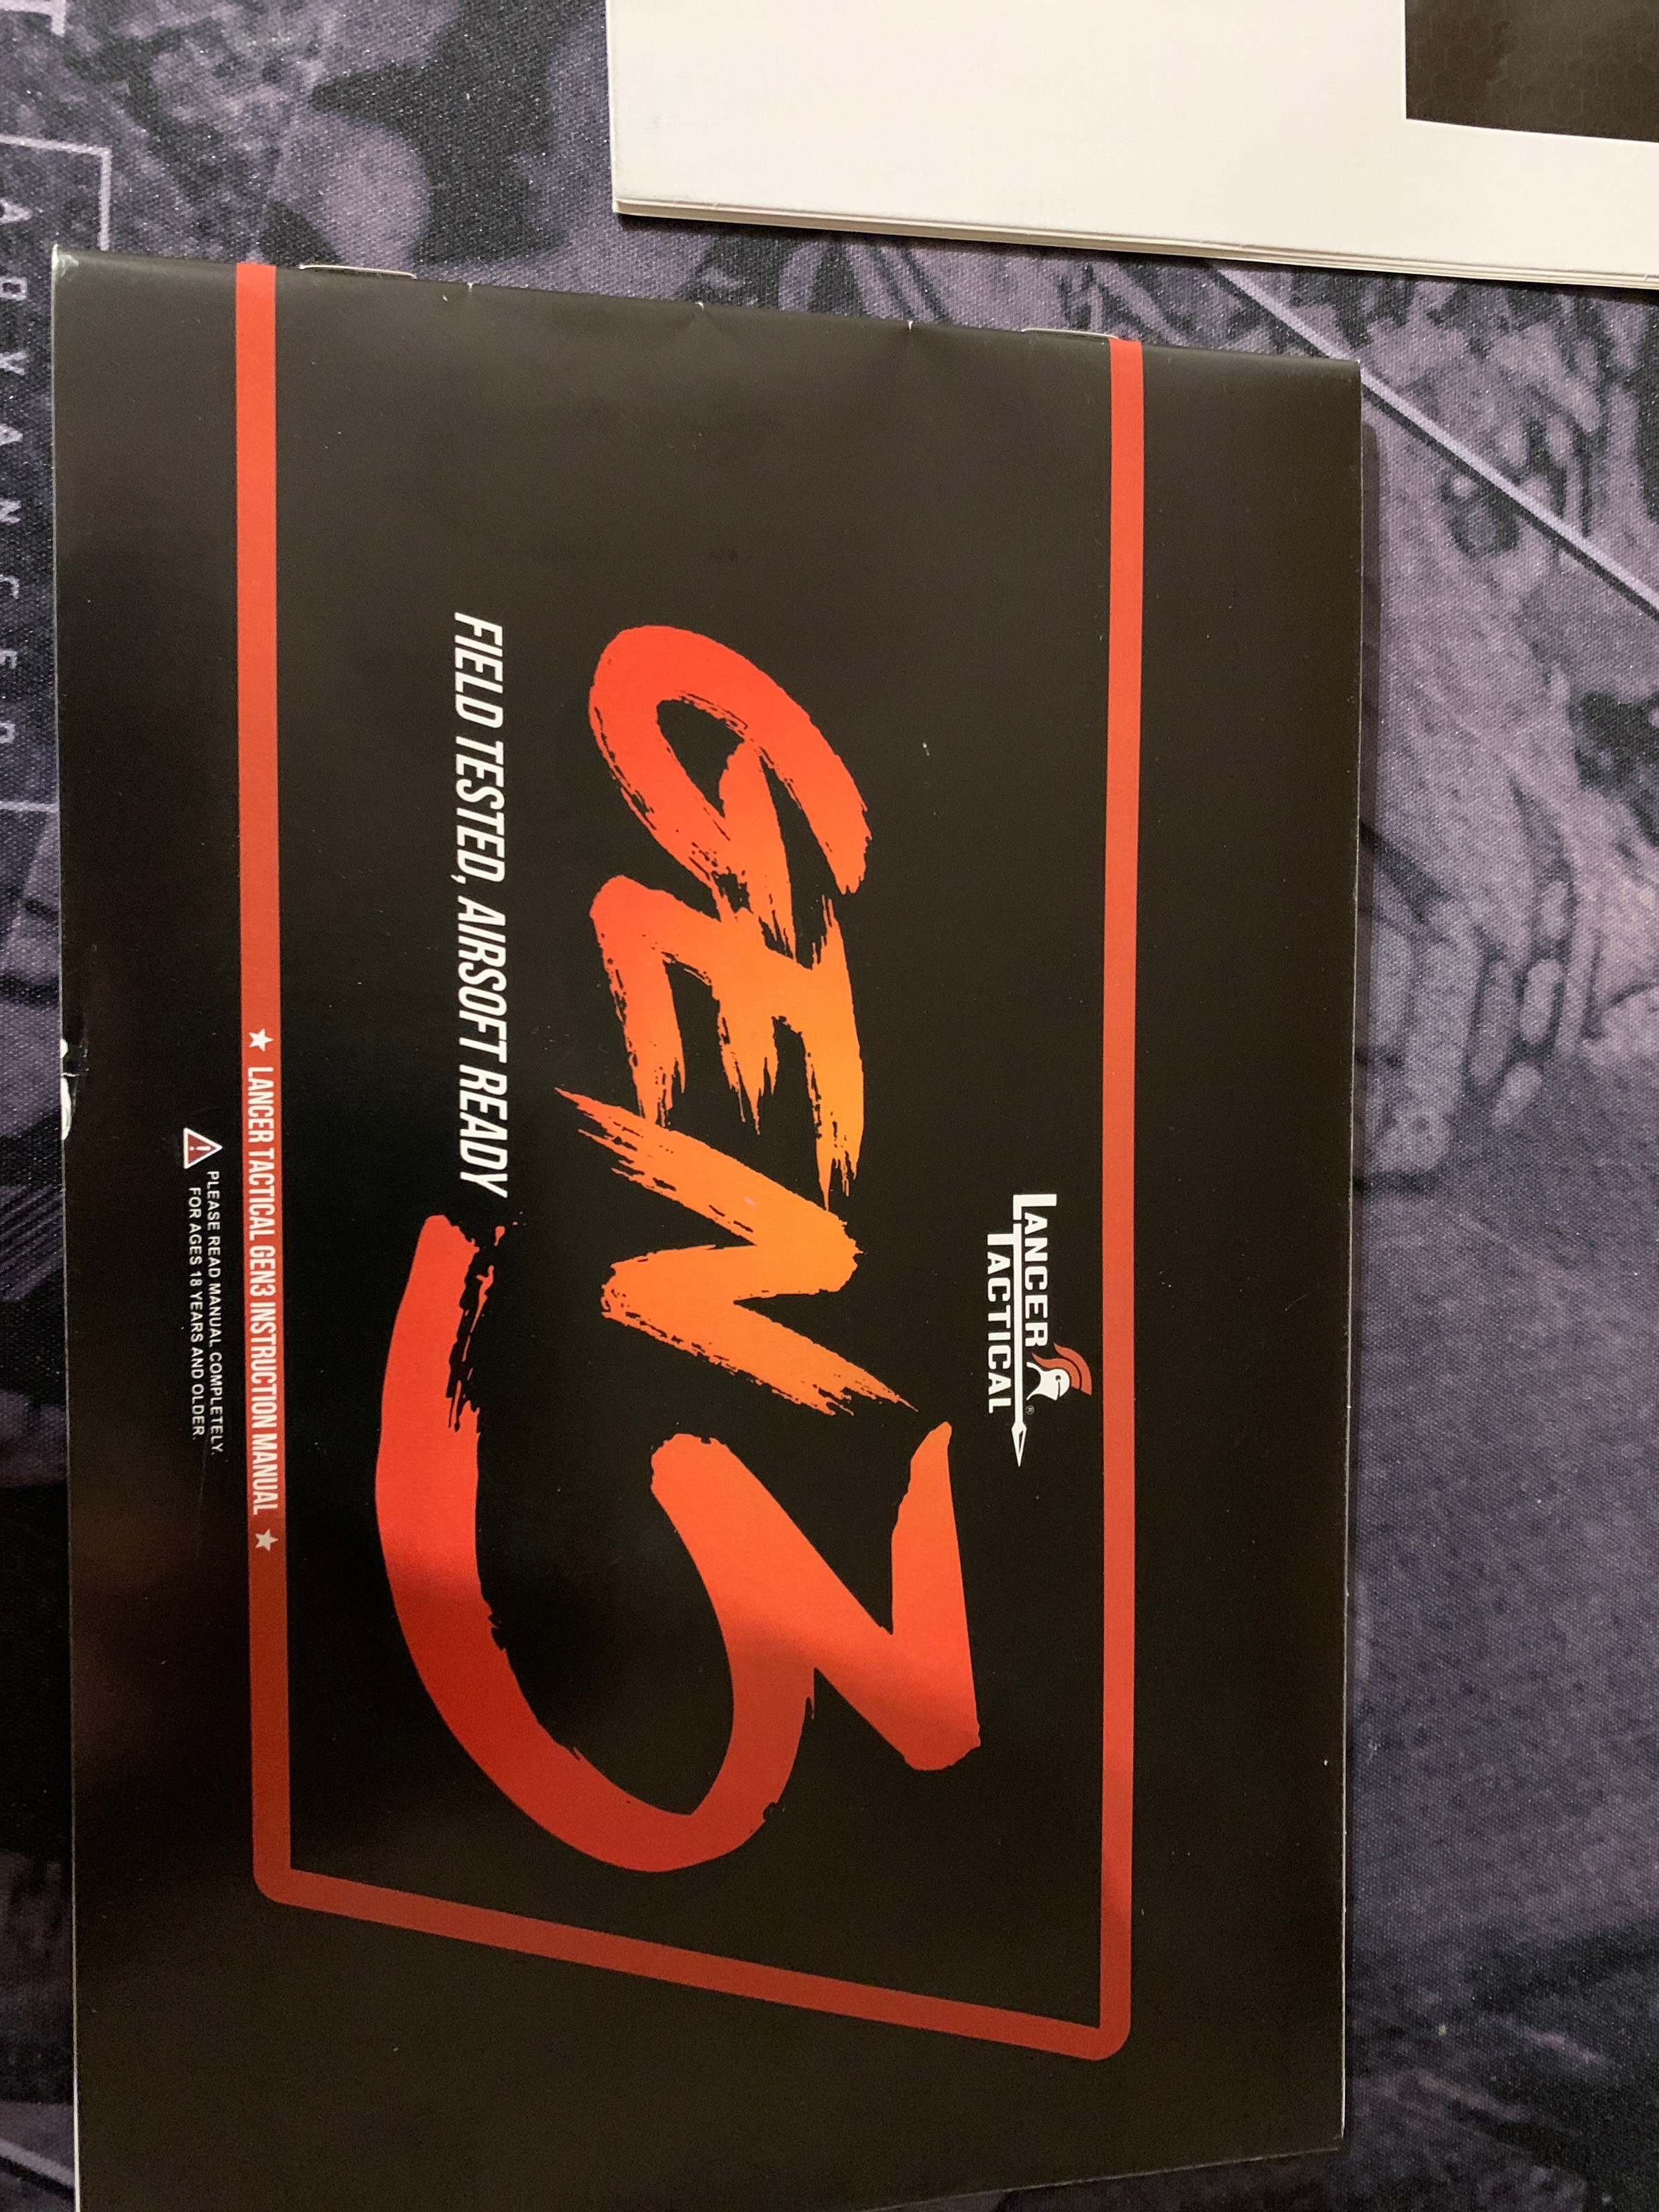 LANCER
TACTICAL®
GEN3
FIELD TESTED, AIRSOFT READY
★ LANCER TACTICAL GEN3 INSTRUCTION MANUAL ★
PLEASE READ MANUAL COMPLETELY.
FOR AGES 18 YEARS AND OLDER.
ADVANCED